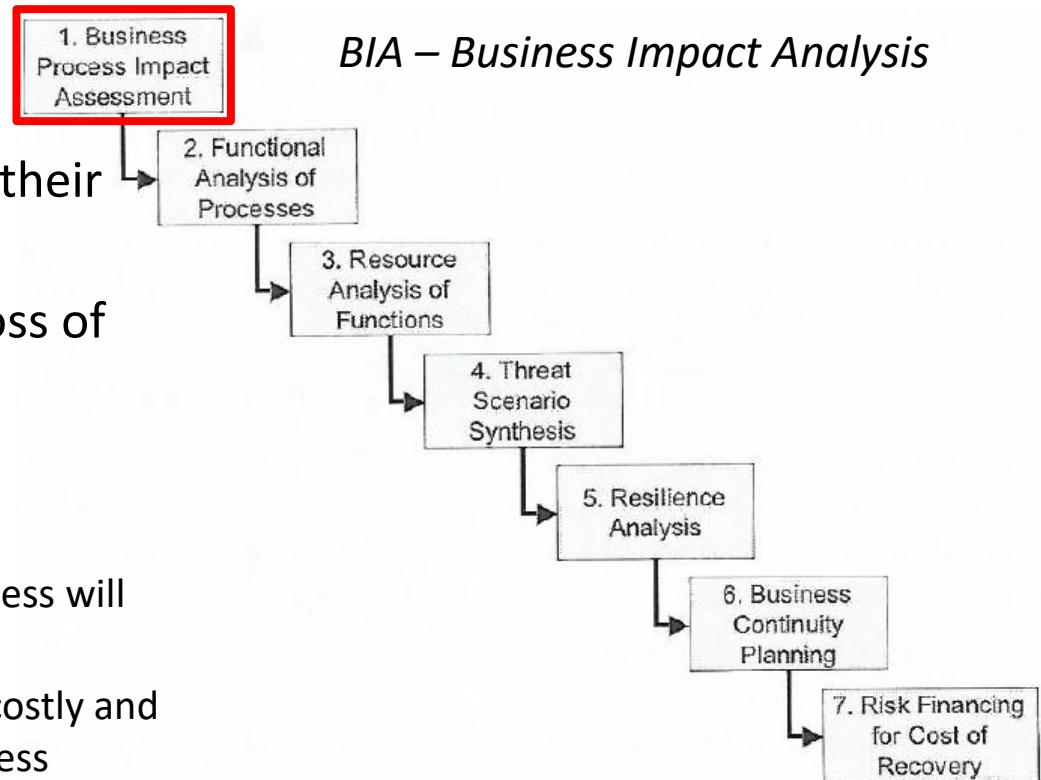 1. Business
Process Impact
Assessment
BIA – Business Impact Analysis
2. Functional
Analysis of
Processes
their
3. Resource
Analysis of
Functions
oss of
4. Threat
Scenario
Synthesis
5. Resilience
Analysis
ess will
6. Business
Continuity
Planning
costly and
ess
7. Risk Financing
for Cost of
Recovery